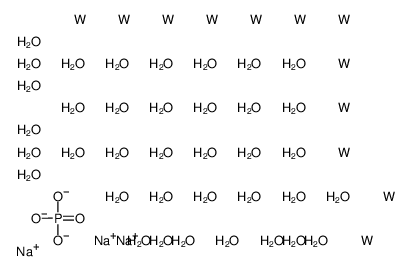 W W W W W W W
H2O
H2O H2O H2O H2O H2O H2O H2O W
H2O
H2O H2O H2O H2O H2O H2O W
H2O
H2O H2O H2O H2O H2O H2O H2O W
H2O
O− H2O H2O H2O H2O H2O H2O W
O− P O
O− Na+ Na+ H2O H2O H2O H2O H2O H2O H2O W
Na+